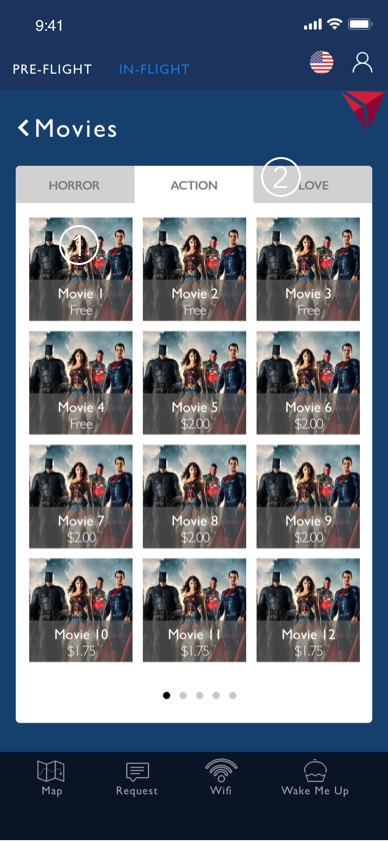 9:41
PRE-FLIGHT IN-FLIGHT
Movies
HORROR ACTION 2 LOVE
1
Movie 1 Movie 2 Movie 3
Free Free Free
Movie 4 Movie 5 Movie 6
Free $2.00 $2.00
Movie 7 Movie 8 Movie 9
$2.00 $2.00 $2.00
Movie 10 Movie 11 Movie 12
$1.75 $1.75 $1.75
Map Request Wifi Wake Me Up